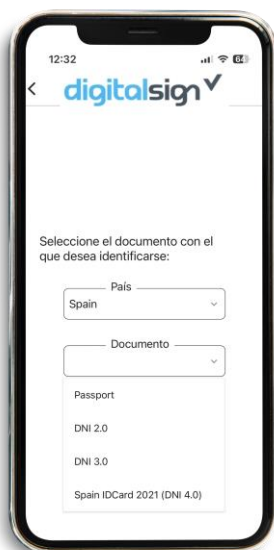 12:32
64
digitalsign
Seleccione el documento con el
que desea identificarse:
País
Spain
Documento
Passport
DNI 2.0
DNI 3.0
Spain IDCard 2021 (DNI 4.0)